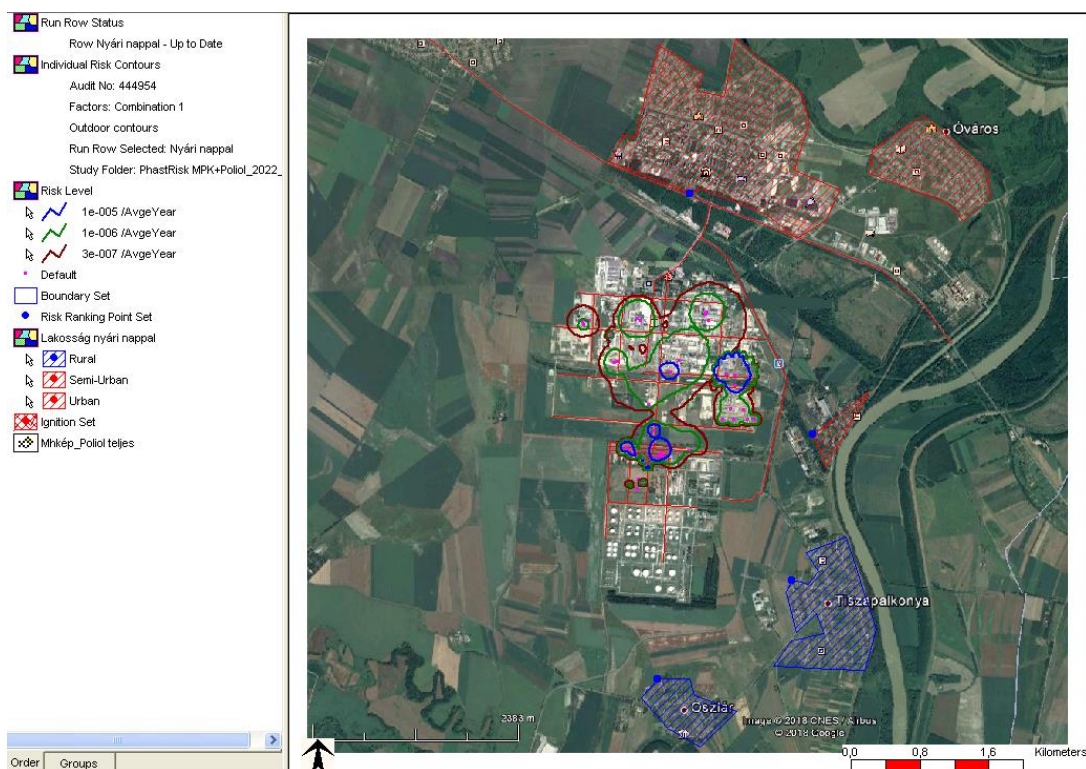 Run Row Status
Row Nyári nappal - Up to Date
Individual Risk Contours
Audit No: 444954
Factors: Combination 1
Outdoor contours
Run Row Selected: Nyári nappal
Study Folder: PhastRisk MPK+Poliol_2022_
Risk Level
1e-005 /AvgeYear
1e-006 /AvgeYear
3e-007 /AvgeYear
Default
Boundary Set
Risk Ranking Point Set
Lakosság nyári nappal
Rural
Semi-Urban
Urban
Ignition Set
Mhkép_Poliol teljes
Order Groups
Óváros
Tiszapalkonya
Oszlár
2383 m
Image © 2018 CNES / Airbus
© 2018 Google
0,0 0,8 1,6 Kilometers